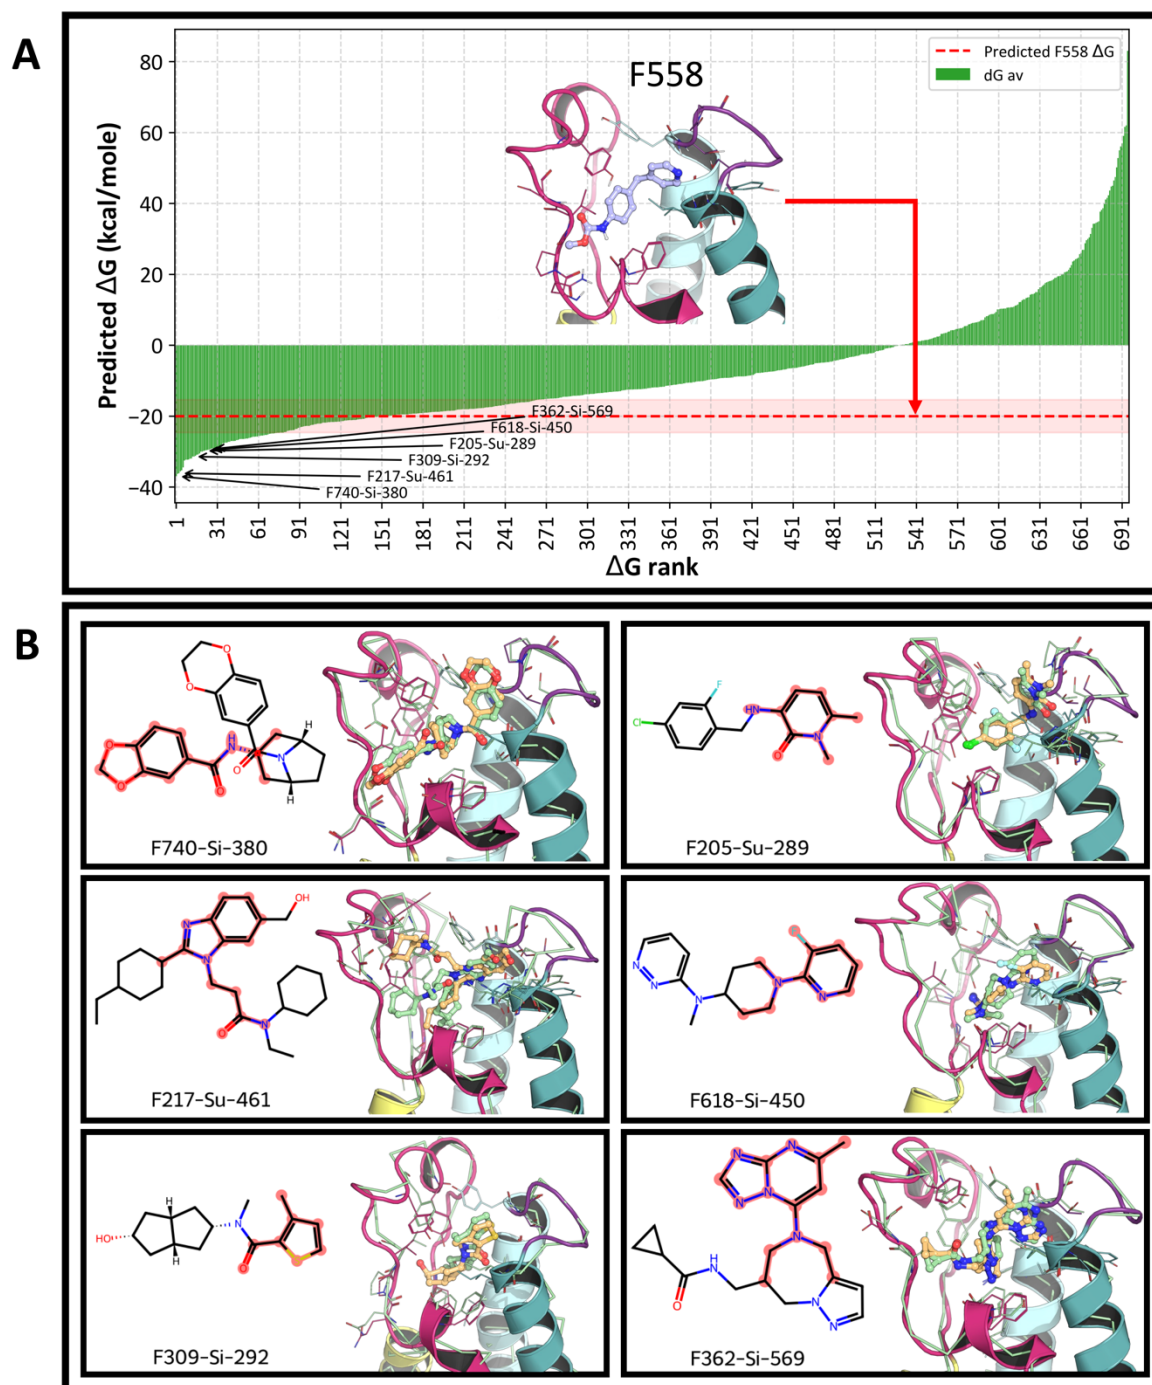 A
F558
Predicted F558 ΔG
dG av
Predicted ΔG (kcal/mole)
80
60
40
20
0
−20
−40
F362-Si-569
F618-Si-450
F205-Su-289
F309-Si-292
F217-Su-461
F740-Si-380
1 31 61 91 121 151 181 211 241 271 301 331 361 391 421 451 481 511 541 571 601 631 661 691
ΔG rank
B
O
O
H
N
H
N
O
O
O
O
H
F740-Si-380
F
Cl
NH
O
N
F205-Su-289
OH
N
N
O
N
F217-Su-461
N
N
N
N
N
F618-Si-450
H
HO
N
O
S
H
F309-Si-292
N
N
N
N
N
H
N
O
N
N
F362-Si-569